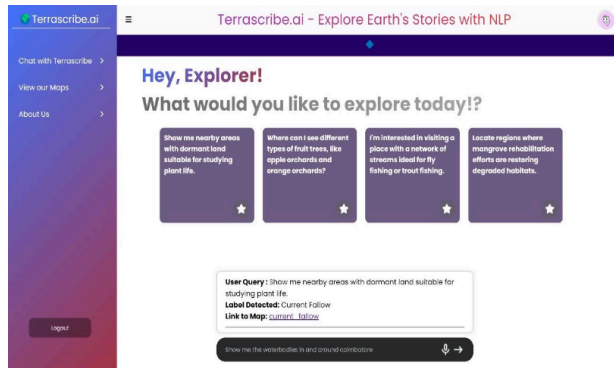 Terrascribe.ai
Chat with Terrascribe
View our Maps
About Us
Logout
Terrascribe.ai - Explore Earth's Stories with NLP
Hey, Explorer!
What would you like to explore today!?
Show me nearby areas
with dormant land
suitable for studying
plant life.
Where can I see different
types of fruit trees, like
apple orchards and
orange orchards?
I'm interested in visiting a
place with a network of
streams ideal for fly
fishing or trout fishing.
Locate regions where
mangrove rehabilitation
efforts are restoring
degraded habitats.
User Query : Show me nearby areas with dormant land suitable for
studying plant life.
Label Detected: Current Fallow
Link to Map: current_fallow
Show me the waterbodies in and around coimbatore